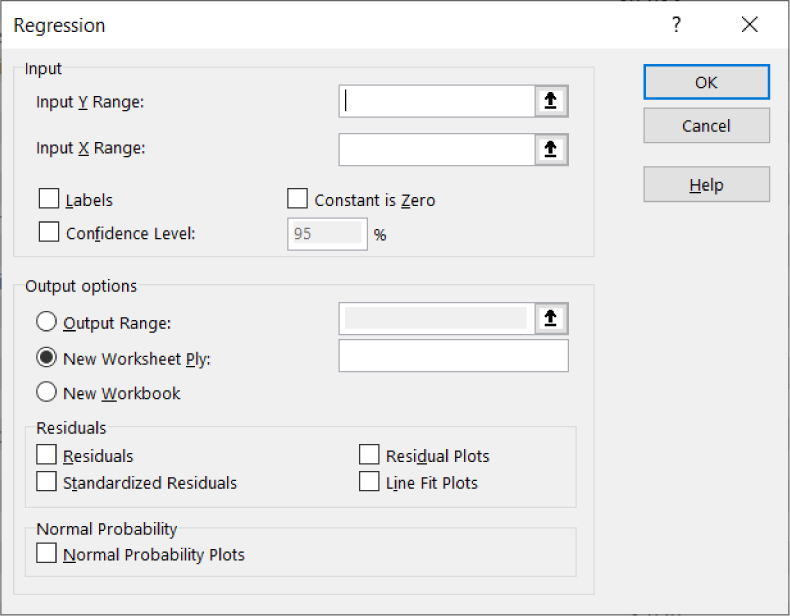 Regression ?
Input
OK
Input Y Range:
Cancel
Input X Range:
Help
Labels Constant is Zero
Confidence Level: 95 %
Output options
Output Range:
New Worksheet Ply:
New Workbook
Residuals
Residuals Residual Plots
Standardized Residuals Line Fit Plots
Normal Probability
Normal Probability Plots